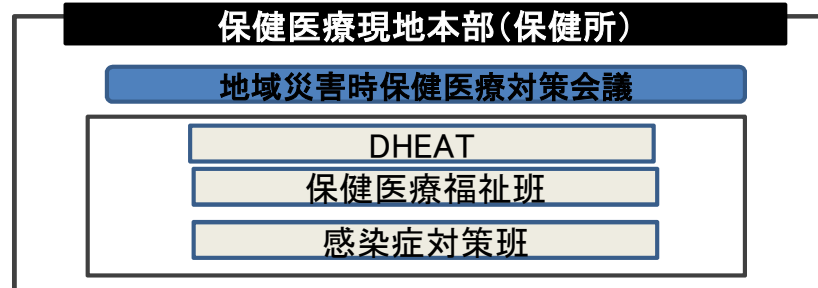 保健医療現地本部（保健所）
地域災害時保健医療対策会議
DHEAT
保健医療福祉班
感染症対策班